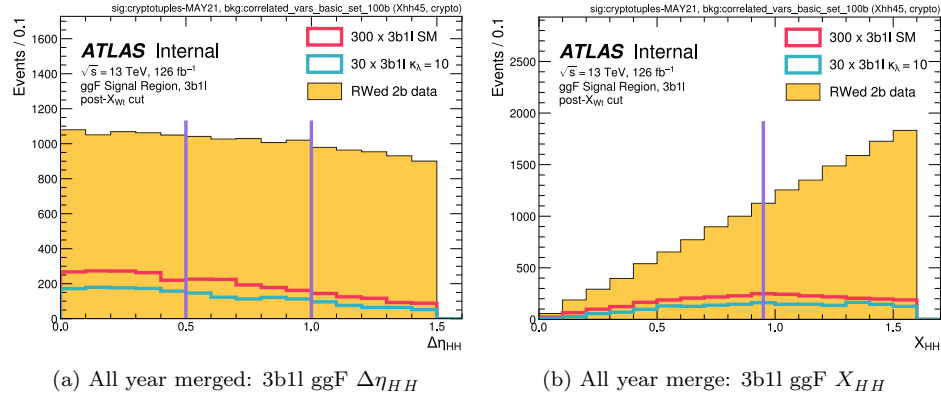 sig:cryptotuples-MAY21, bkg:correlated_vars_basic_set_100b (Xhh45, crypto)
Events / 0.1
1600
1400
1200
1000
800
600
400
200
0
ATLAS Internal
√s = 13 TeV, 126 fb⁻¹
ggF Signal Region, 3b1l
post-X_Wt cut
300 x 3b1l SM
30 x 3b1l κ_λ = 10
RWed 2b data
0.0 0.5 1.0 1.5
Δη_HH
(a) All year merged: 3b1l ggF Δη_HH
sig:cryptotuples-MAY21, bkg:correlated_vars_basic_set_100b (Xhh45, crypto)
Events / 0.1
2500
2000
1500
1000
500
0
ATLAS Internal
√s = 13 TeV, 126 fb⁻¹
ggF Signal Region, 3b1l
post-X_Wt cut
300 x 3b1l SM
30 x 3b1l κ_λ = 10
RWed 2b data
0.0 0.5 1.0 1.5
X_HH
(b) All year merge: 3b1l ggF X_HH